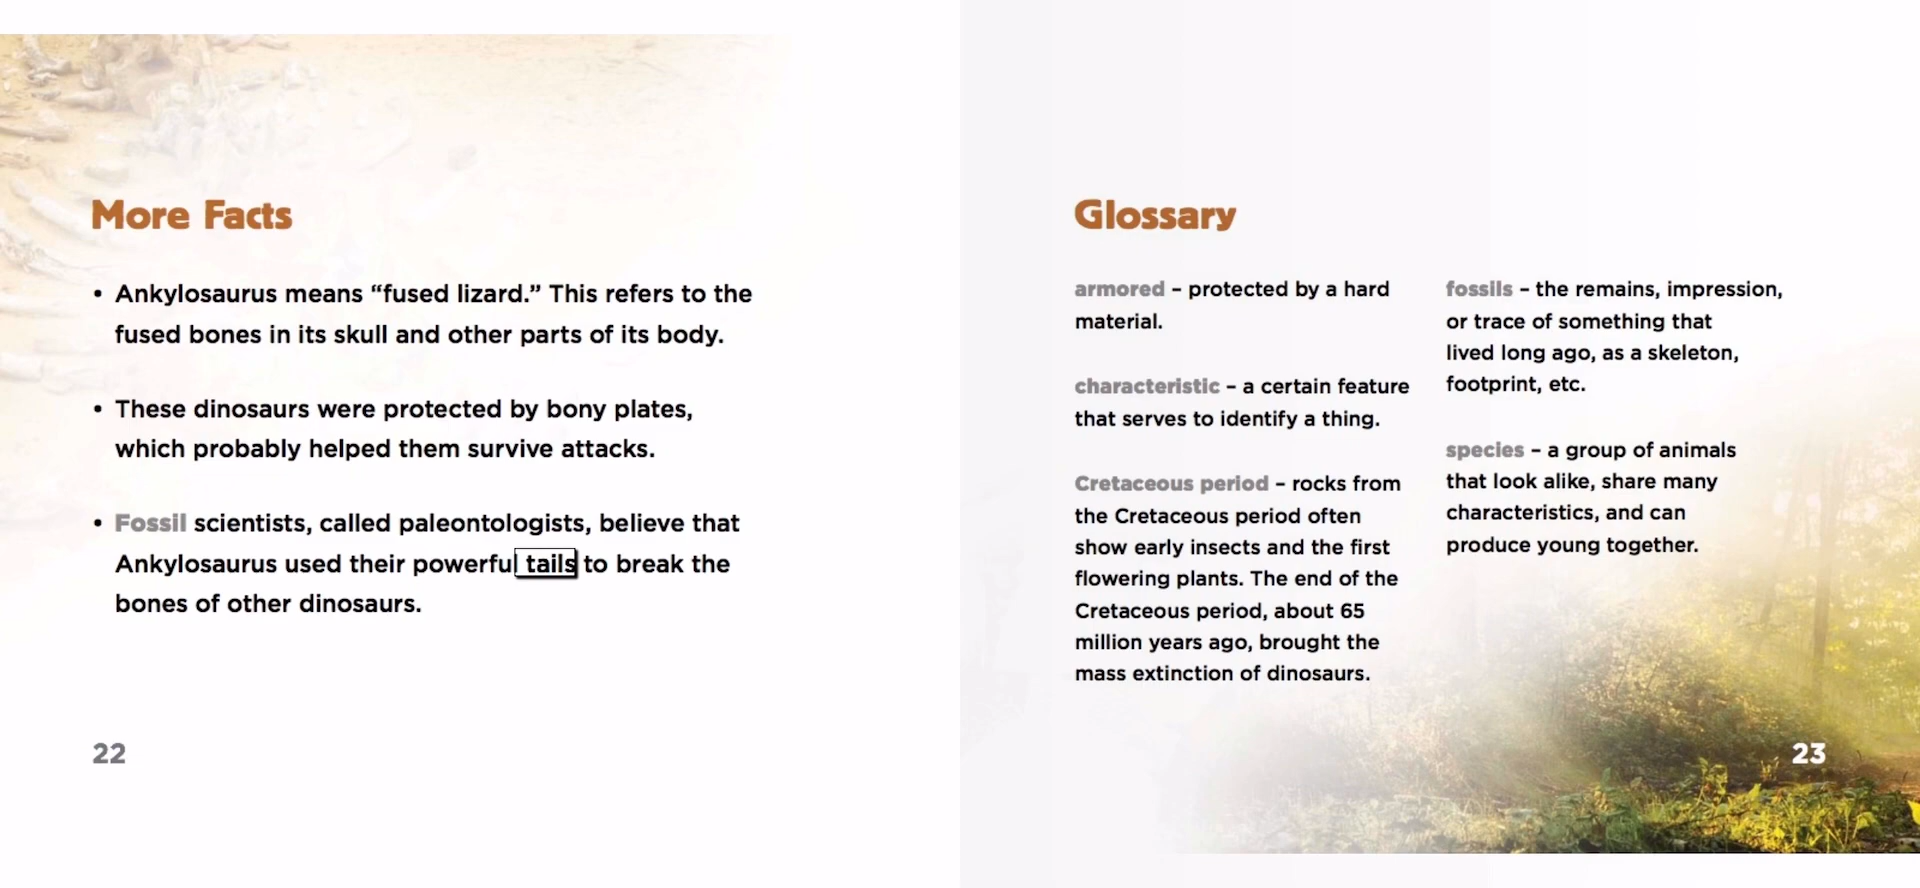 More Facts
• Ankylosaurus means “fused lizard.” This refers to the
fused bones in its skull and other parts of its body.
• These dinosaurs were protected by bony plates,
which probably helped them survive attacks.
• Fossil scientists, called paleontologists, believe that
Ankylosaurus used their powerful tails to break the
bones of other dinosaurs.
22
Glossary
armored – protected by a hard
material.
characteristic – a certain feature
that serves to identify a thing.
Cretaceous period – rocks from
the Cretaceous period often
show early insects and the first
flowering plants. The end of the
Cretaceous period, about 65
million years ago, brought the
mass extinction of dinosaurs.
fossils – the remains, impression,
or trace of something that
lived long ago, as a skeleton,
footprint, etc.
species – a group of animals
that look alike, share many
characteristics, and can
produce young together.
23